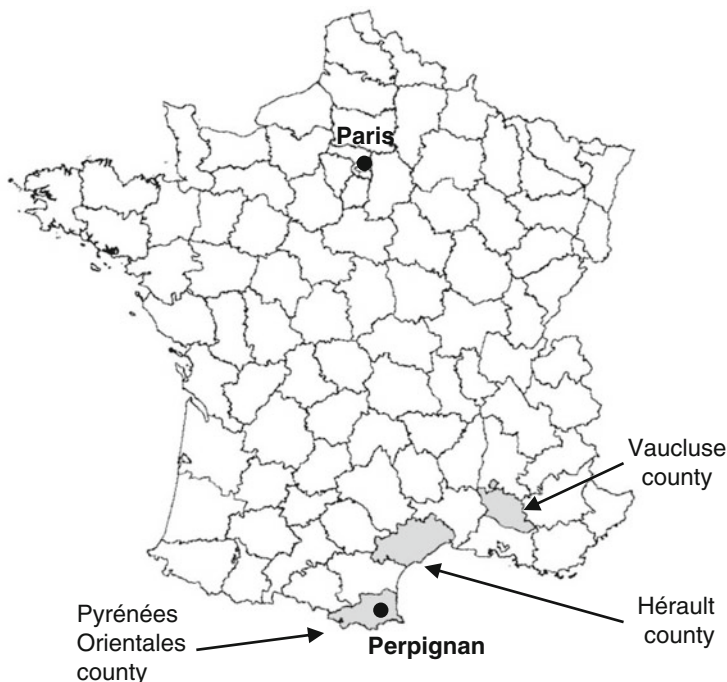 Paris
Vaucluse
county
Hérault
county
Pyrénées
Orientales
county
Perpignan